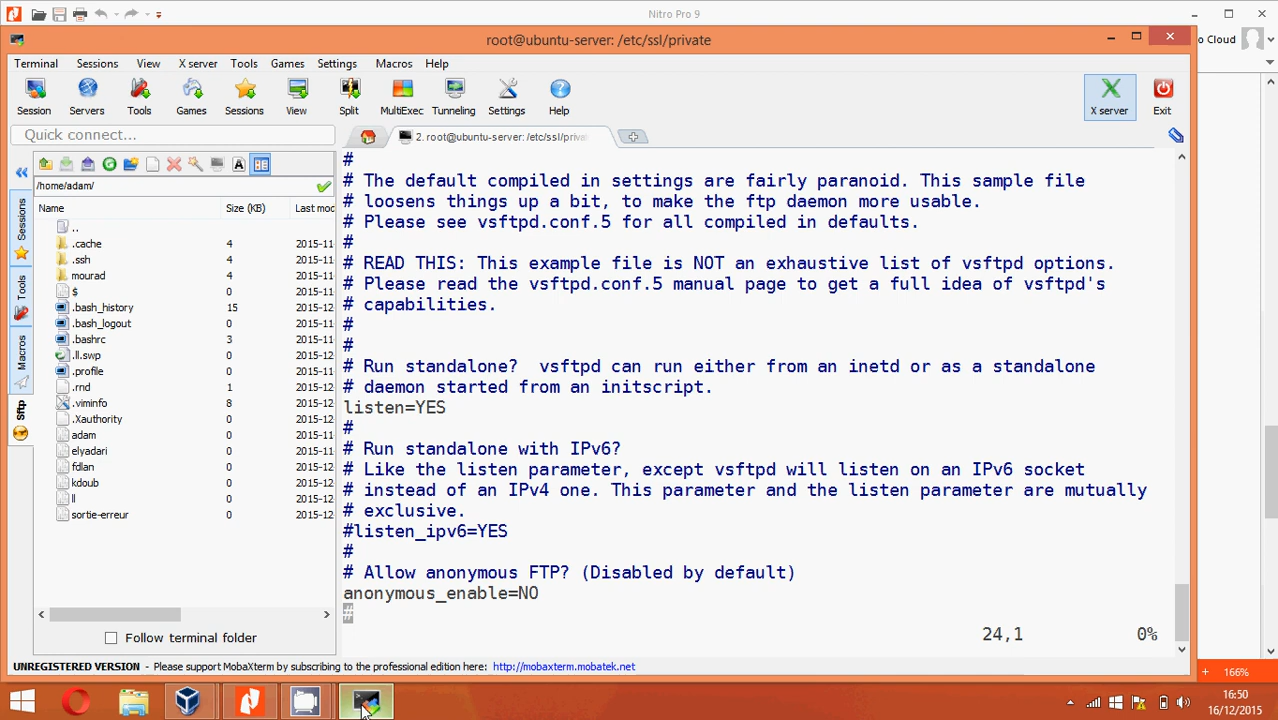 Nitro Pro 9
root@ubuntu-server: /etc/ssl/private
o Cloud
Terminal Sessions View X server Tools Games Settings Macros Help
Session Servers Tools Games Sessions View Split MultiExec Tunneling Settings Help X server Exit
Quick connect...
2. root@ubuntu-server: /etc/ssl/priva
/home/adam/
Name Size (KB) Last mod
..
.cache 4 2015-11
.ssh 4 2015-11
mourad 4 2015-11
$ 0 2015-11
.bash_history 15 2015-12
.bash_logout 0 2015-11
.bashrc 3 2015-11
.ll.swp 0 2015-12
.profile 0 2015-11
.rnd 1 2015-12
.viminfo 8 2015-12
.Xauthority 0 2015-12
adam 0 2015-11
elyadari 0 2015-11
fdlan 0 2015-12
kdoub 0 2015-11
ll 0 2015-12
sortie-erreur 0 2015-12
Follow terminal folder
Sessions
Tools
Macros
Sftp
#
# The default compiled in settings are fairly paranoid. This sample file
# loosens things up a bit, to make the ftp daemon more usable.
# Please see vsftpd.conf.5 for all compiled in defaults.
#
# READ THIS: This example file is NOT an exhaustive list of vsftpd options.
# Please read the vsftpd.conf.5 manual page to get a full idea of vsftpd's
# capabilities.
#
#
# Run standalone?  vsftpd can run either from an inetd or as a standalone
# daemon started from an initscript.
listen=YES
#
# Run standalone with IPv6?
# Like the listen parameter, except vsftpd will listen on an IPv6 socket
# instead of an IPv4 one. This parameter and the listen parameter are mutually
# exclusive.
#listen_ipv6=YES
#
# Allow anonymous FTP? (Disabled by default)
anonymous_enable=NO
#
24,1 0%
UNREGISTERED VERSION - Please support MobaXterm by subscribing to the professional edition here: http://mobaxterm.mobatek.net
+ 166%
16:50
16/12/2015